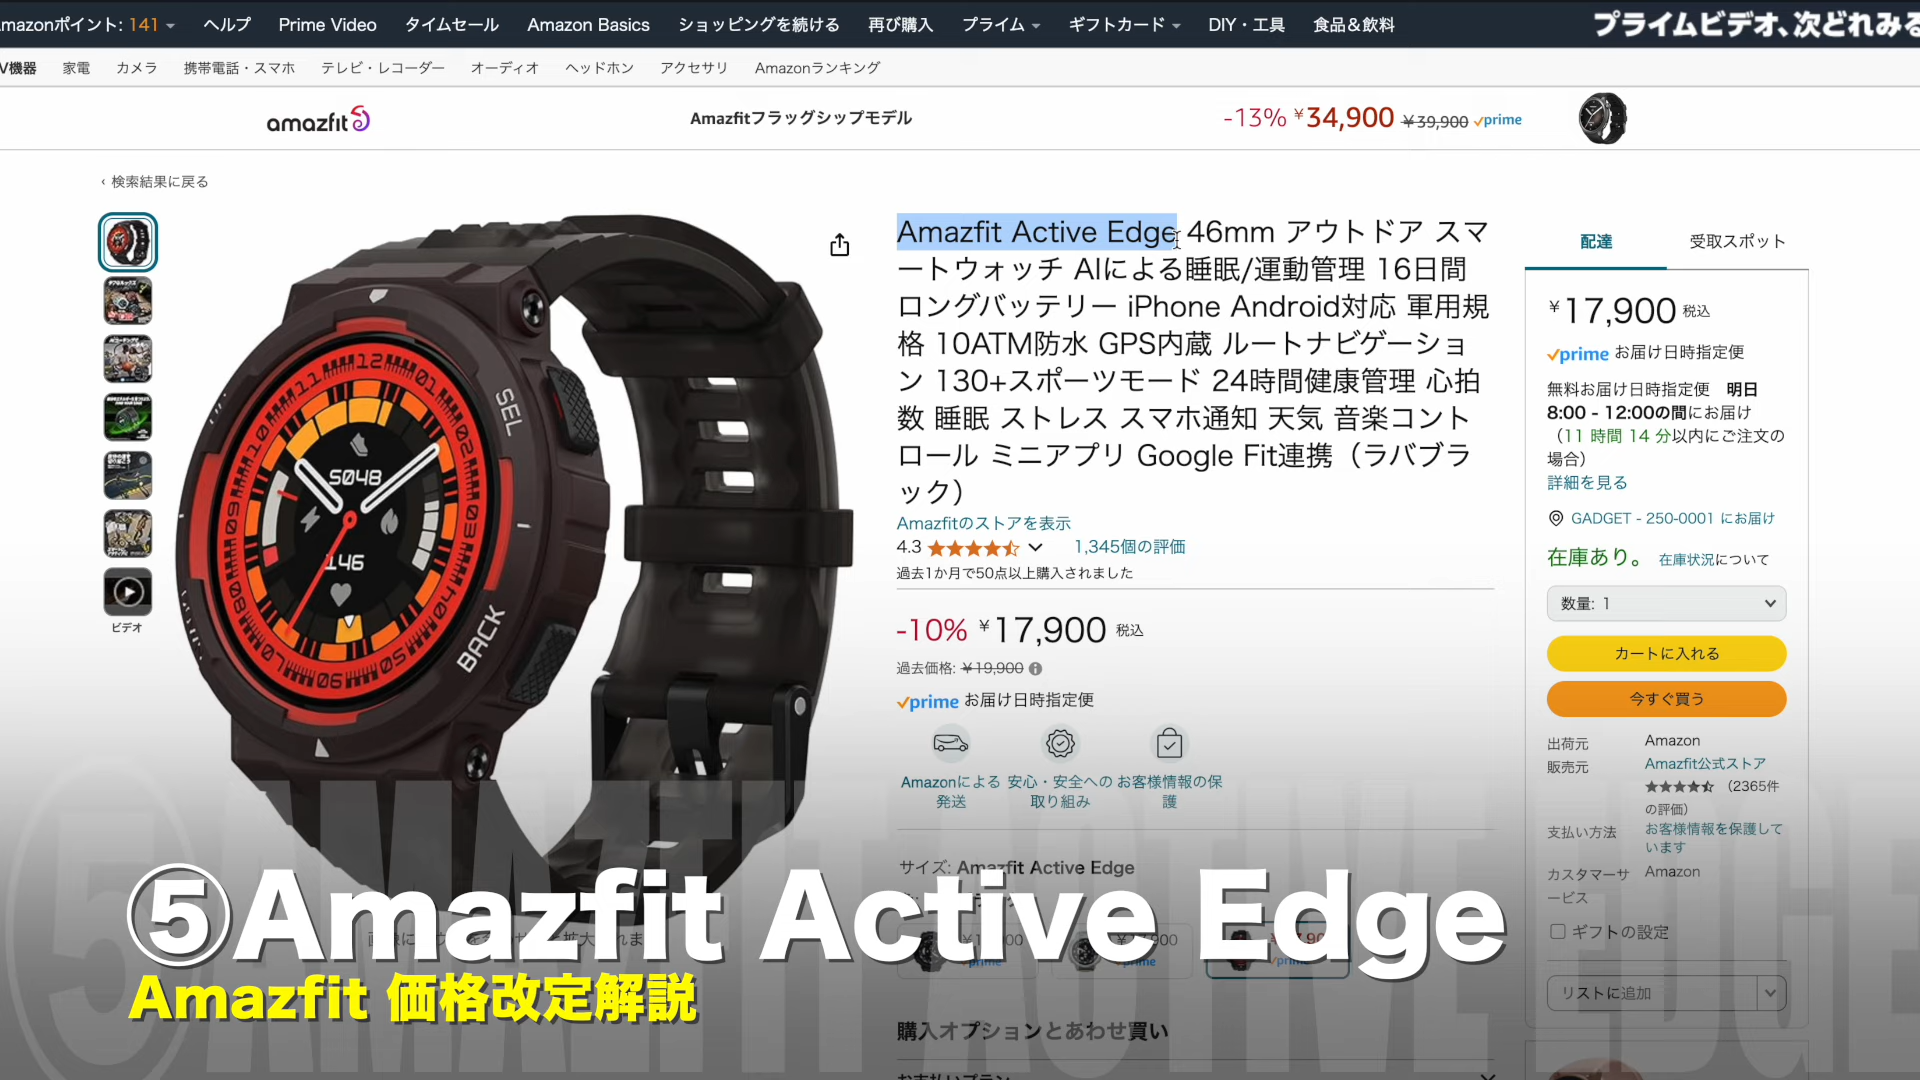 mazonポイント: 141
ヘルプ
Prime Video
タイムセール
Amazon Basics
ショッピングを続ける
再び購入
プライム
ギフトカード
DIY・工具
食品＆飲料
プライムビデオ、次どれみる
V機器
家電
カメラ
携帯電話・スマホ
テレビ・レコーダー
オーディオ
ヘッドホン
アクセサリ
Amazonランキング
amazfit
Amazfitフラッグシップモデル
-13% ¥34,900 ¥39,900 prime
‹ 検索結果に戻る
ビデオ
SEL
BACK
5048
146
Amazfit Active Edge 46mm アウトドア スマ
ートウォッチ AIによる睡眠/運動管理 16日間
ロングバッテリー iPhone Android対応 軍用規
格 10ATM防水 GPS内蔵 ルートナビゲーショ
ン 130+スポーツモード 24時間健康管理 心拍
数 睡眠 ストレス スマホ通知 天気 音楽コント
ロール ミニアプリ Google Fit連携（ラバブラ
ック）
Amazfitのストアを表示
4.3
1,345個の評価
過去1か月で50点以上購入されました
-10% ¥17,900 税込
過去価格: ¥19,900
prime お届け日時指定便
Amazonによる
発送
安心・安全への
取り組み
お客様情報の保
護
サイズ: Amazfit Active Edge
購入オプションとあわせ買い
お支払いプラン
配達
受取スポット
¥17,900 税込
prime お届け日時指定便
無料お届け日時指定便 明日
8:00 - 12:00の間にお届け
（11 時間 14 分以内にご注文の
場合）
詳細を見る
GADGET - 250-0001 にお届け
在庫あり。 在庫状況について
数量: 1
カートに入れる
今すぐ買う
出荷元 Amazon
販売元 Amazfit公式ストア
（2365件
の評価）
支払い方法 お客様情報を保護して
います
カスタマーサ
ービス
Amazon
ギフトの設定
リストに追加
⑤Amazfit Active Edge
Amazfit 価格改定解説